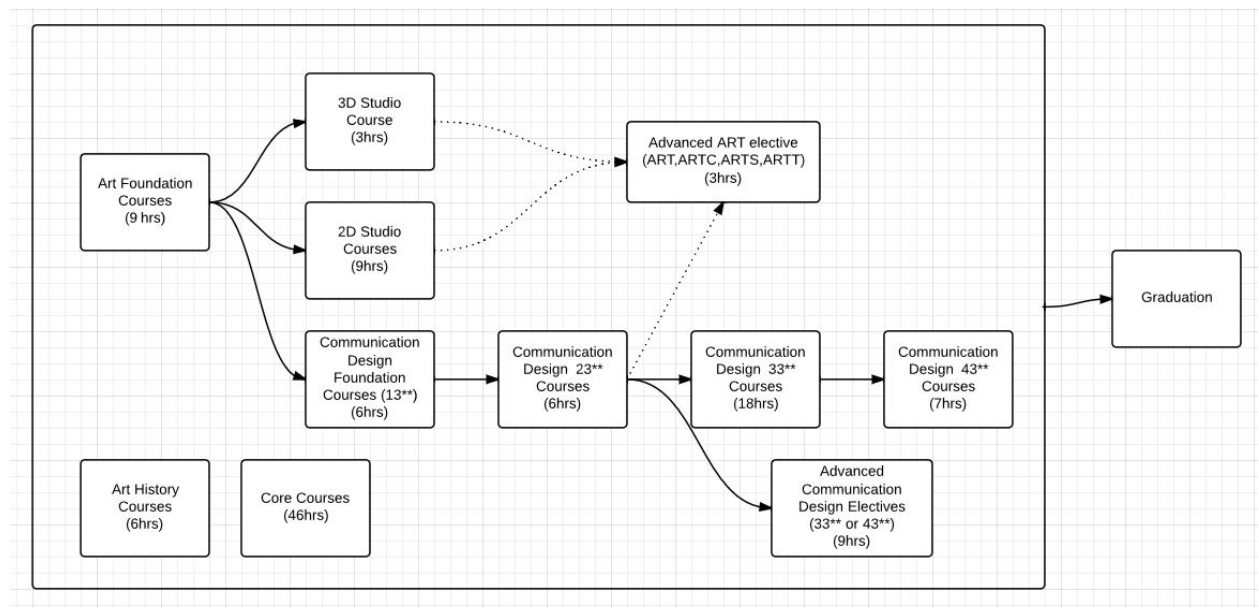 3D Studio
Course
(3hrs)
Advanced ART elective
(ART,ARTC,ARTS,ARTT)
(3hrs)
Art Foundation
Courses
(9 hrs)
2D Studio
Courses
(9hrs)
Graduation
Communication
Design
Foundation
Courses (13**)
(6hrs)
Communication
Design 23**
Courses
(6hrs)
Communication
Design 33**
Courses
(18hrs)
Communication
Design 43**
Courses
(7hrs)
Art History
Courses
(6hrs)
Core Courses
(46hrs)
Advanced
Communication
Design Electives
(33** or 43**)
(9hrs)